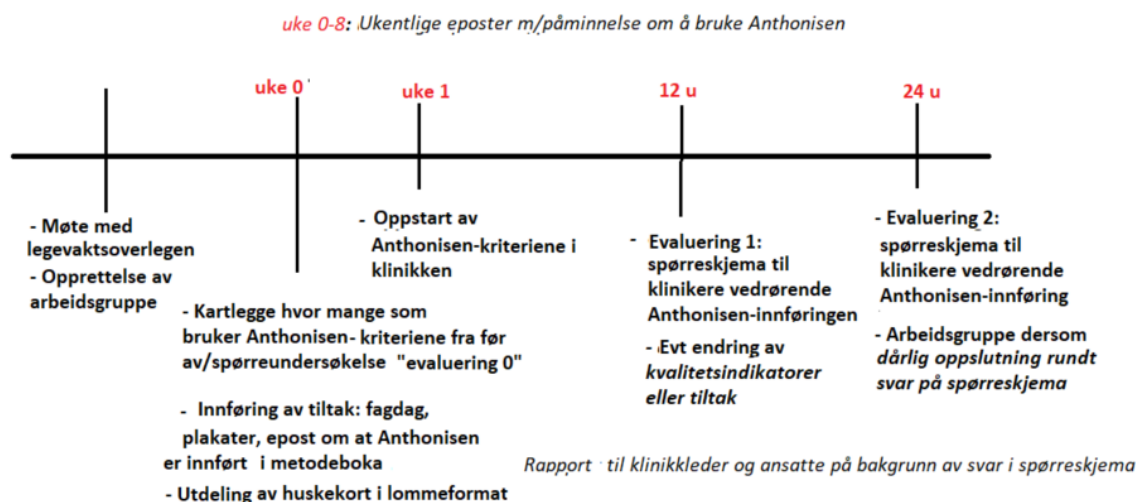 uke 0-8: Ukentlige eposter m/påminnelse om å bruke Anthonisen
uke 0
uke 1
12 u
24 u
- Møte med
legevaktsoverlegen
- Opprettelse av
arbeidsgruppe
- Kartlegge hvor mange som
bruker Anthonisen-kriteriene fra før
av/spørreundersøkelse "evaluering 0"
- Innføring av tiltak: fagdag,
plakater, epost om at Anthonisen
er innført i metodeboka
- Utdeling av huskekort i lommeformat
- Oppstart av
Anthonisen-kriteriene i
klinikken
- Evaluering 1:
spørreskjema til
klinikere vedrørende
Anthonisen-innføringen
- Evt endring av
kvalitetsindikatorer
eller tiltak
- Evaluering 2:
spørreskjema til
klinikere vedrørende
Anthonisen-innføring
- Arbeidsgruppe dersom
dårlig oppslutning rundt
svar på spørreskjema
Rapport til klinikkleder og ansatte på bakgrunn av svar i spørreskjema